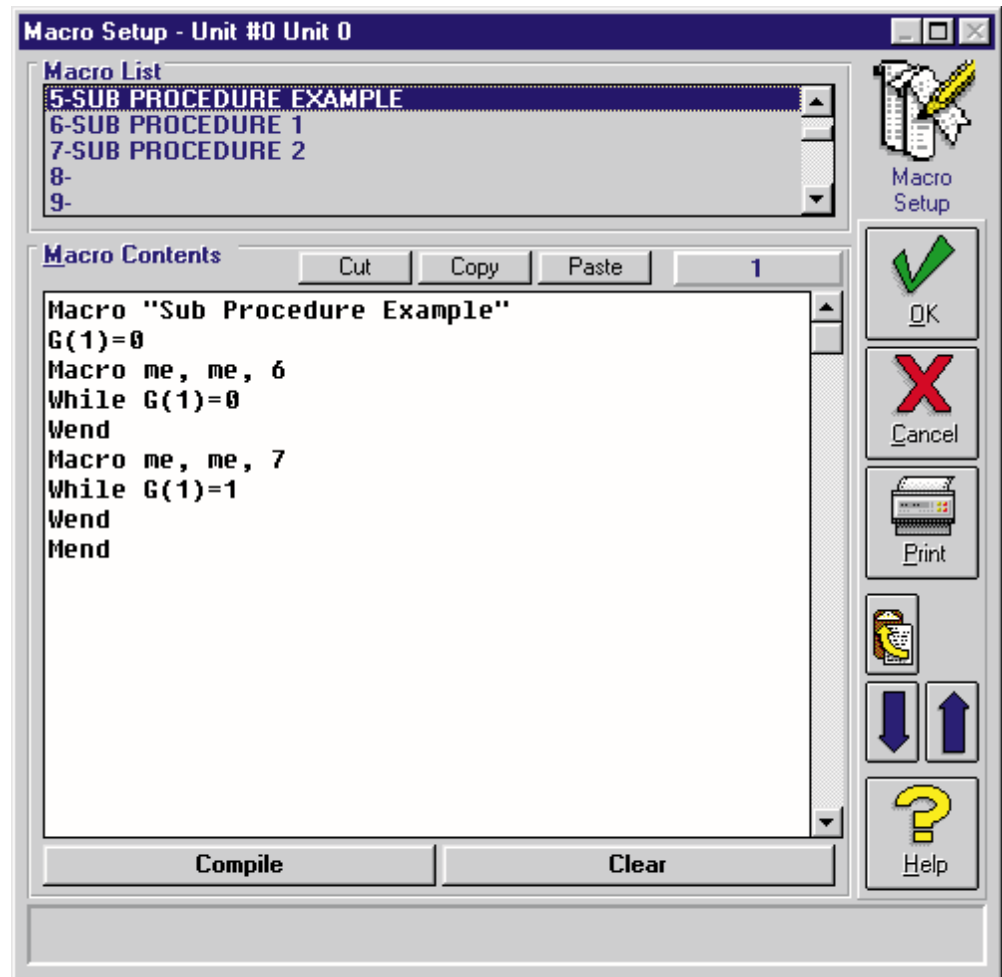 Macro Setup - Unit #0 Unit 0
Macro List
5-SUB PROCEDURE EXAMPLE
6-SUB PROCEDURE 1
7-SUB PROCEDURE 2
8-
9-
Macro
Setup
Macro Contents
Cut Copy Paste 1
Macro "Sub Procedure Example"
G(1)=0
Macro me, me, 6
While G(1)=0
Wend
Macro me, me, 7
While G(1)=1
Wend
Mend
OK
Cancel
Print
Compile Clear
Help